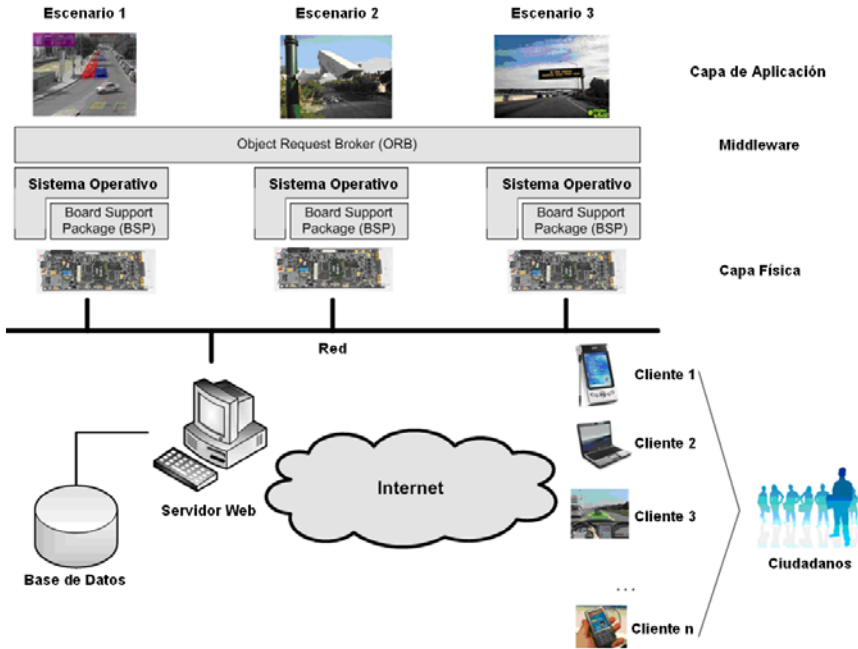 Escenario 1
Escenario 2
Escenario 3
Capa de Aplicación
Object Request Broker (ORB)
Middleware
Sistema Operativo
Sistema Operativo
Sistema Operativo
Board Support
Package (BSP)
Board Support
Package (BSP)
Board Support
Package (BSP)
Capa Física
Red
Cliente 1
Cliente 2
Internet
Servidor Web
Cliente 3
Ciudadanos
Base de Datos
...
Cliente n